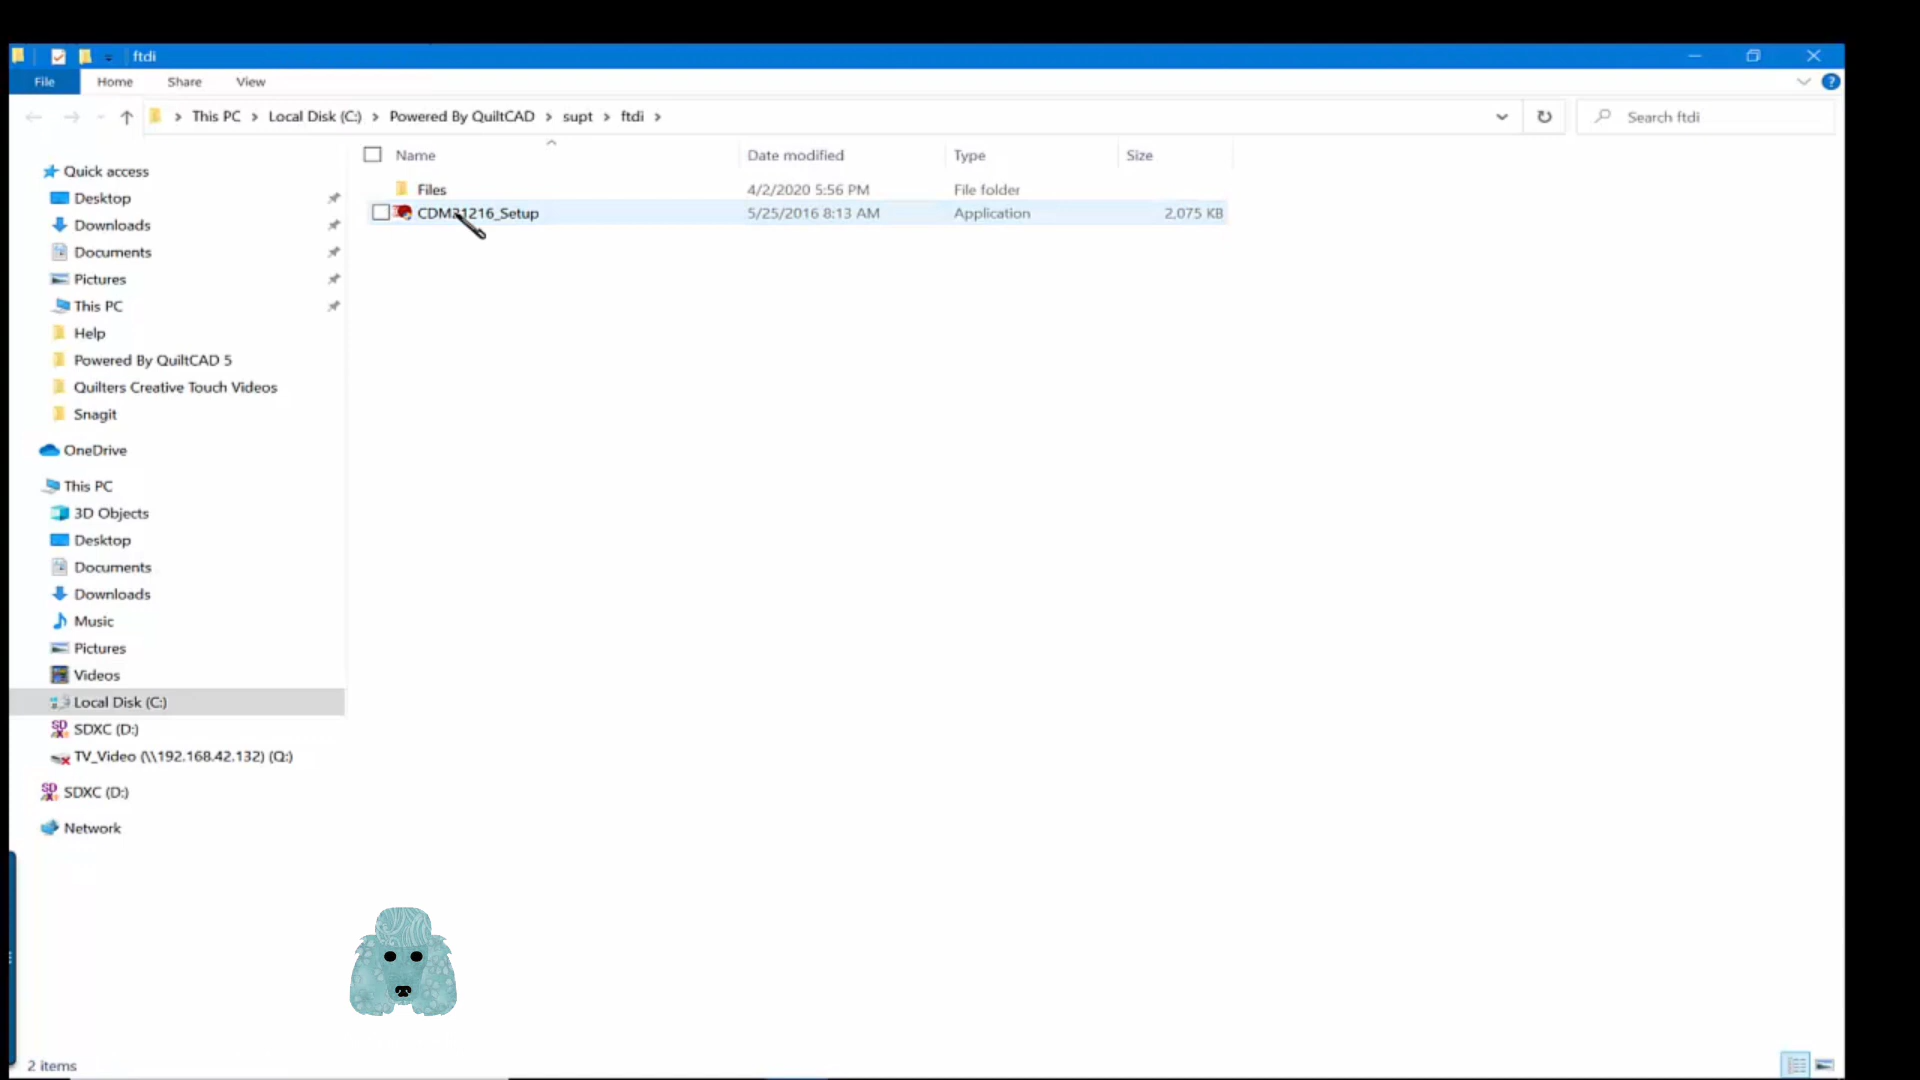 ftdi
File Home Share View
This PC > Local Disk (C:) > Powered By QuiltCAD > supt > ftdi >
Search ftdi
Name Date modified Type Size
Files 4/2/2020 5:56 PM File folder
CDM21216_Setup 5/25/2016 8:13 AM Application 2,075 KB
Quick access
Desktop
Downloads
Documents
Pictures
This PC
Help
Powered By QuiltCAD 5
Quilters Creative Touch Videos
Snagit
OneDrive
This PC
3D Objects
Desktop
Documents
Downloads
Music
Pictures
Videos
Local Disk (C:)
SDXC (D:)
TV_Video (\\192.168.42.132) (Q:)
SDXC (D:)
Network
2 items